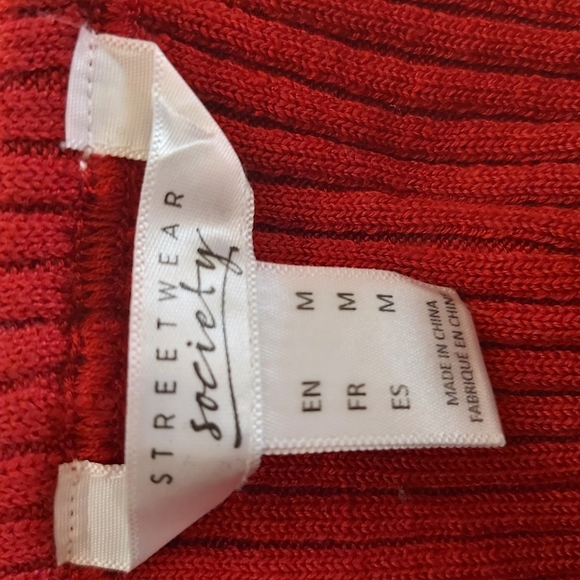 STREETWEAR
society
EN M
FR M
ES M
MADE IN CHINA
FABRIQUÉ EN CHINE